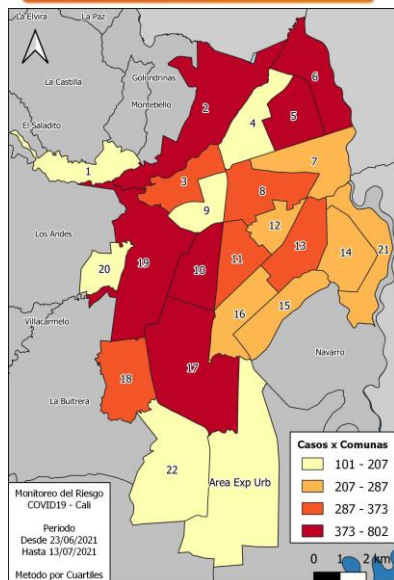 La Elvira
La Paz
La Castilla
Golondrinas
Montebello
El Saladito
Los Andes
Villacarmelo
La Buitrera
Navarro
6
2
4
5
1
7
3
8
9
12
13
14
21
20
19
10
11
16
15
18
17
22
Area Exp Urb
Monitoreo del Riesgo
COVID19 - Cali
Periodo
Desde 23/06/2021
Hasta 13/07/2021
Metodo por Cuartiles
Casos x Comunas
101 - 207
207 - 287
287 - 373
373 - 802
0 1 2 km